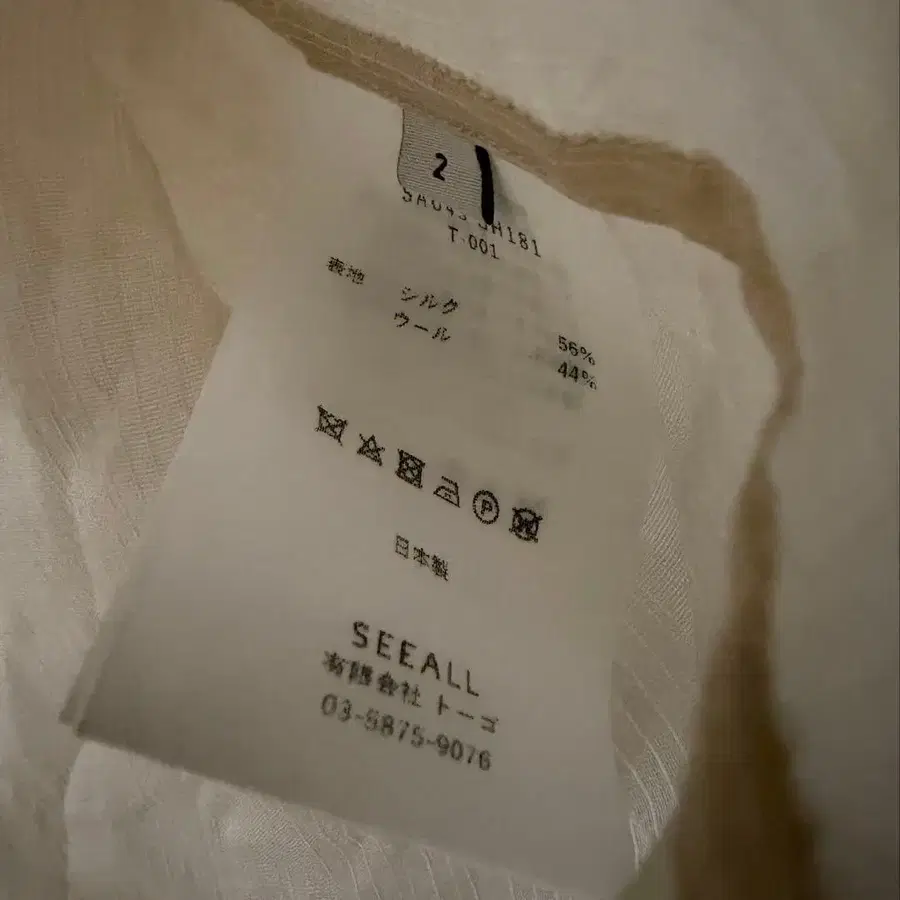 2
T.001
表地 シルク 56%
ウール 44%
P
W
日本製
SEEALL
有限会社 トーゴ
03-5875-9076